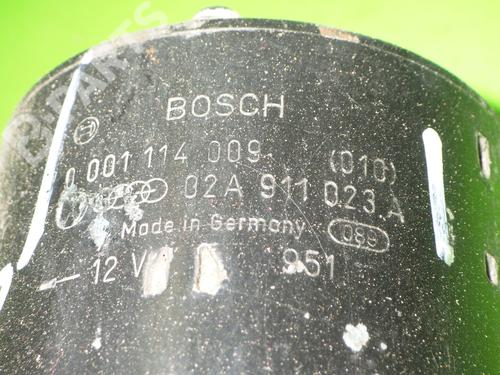 BOSCH
0 001 114 009 (010)
02A 911 023 A
Made in Germany 089
12 V 951